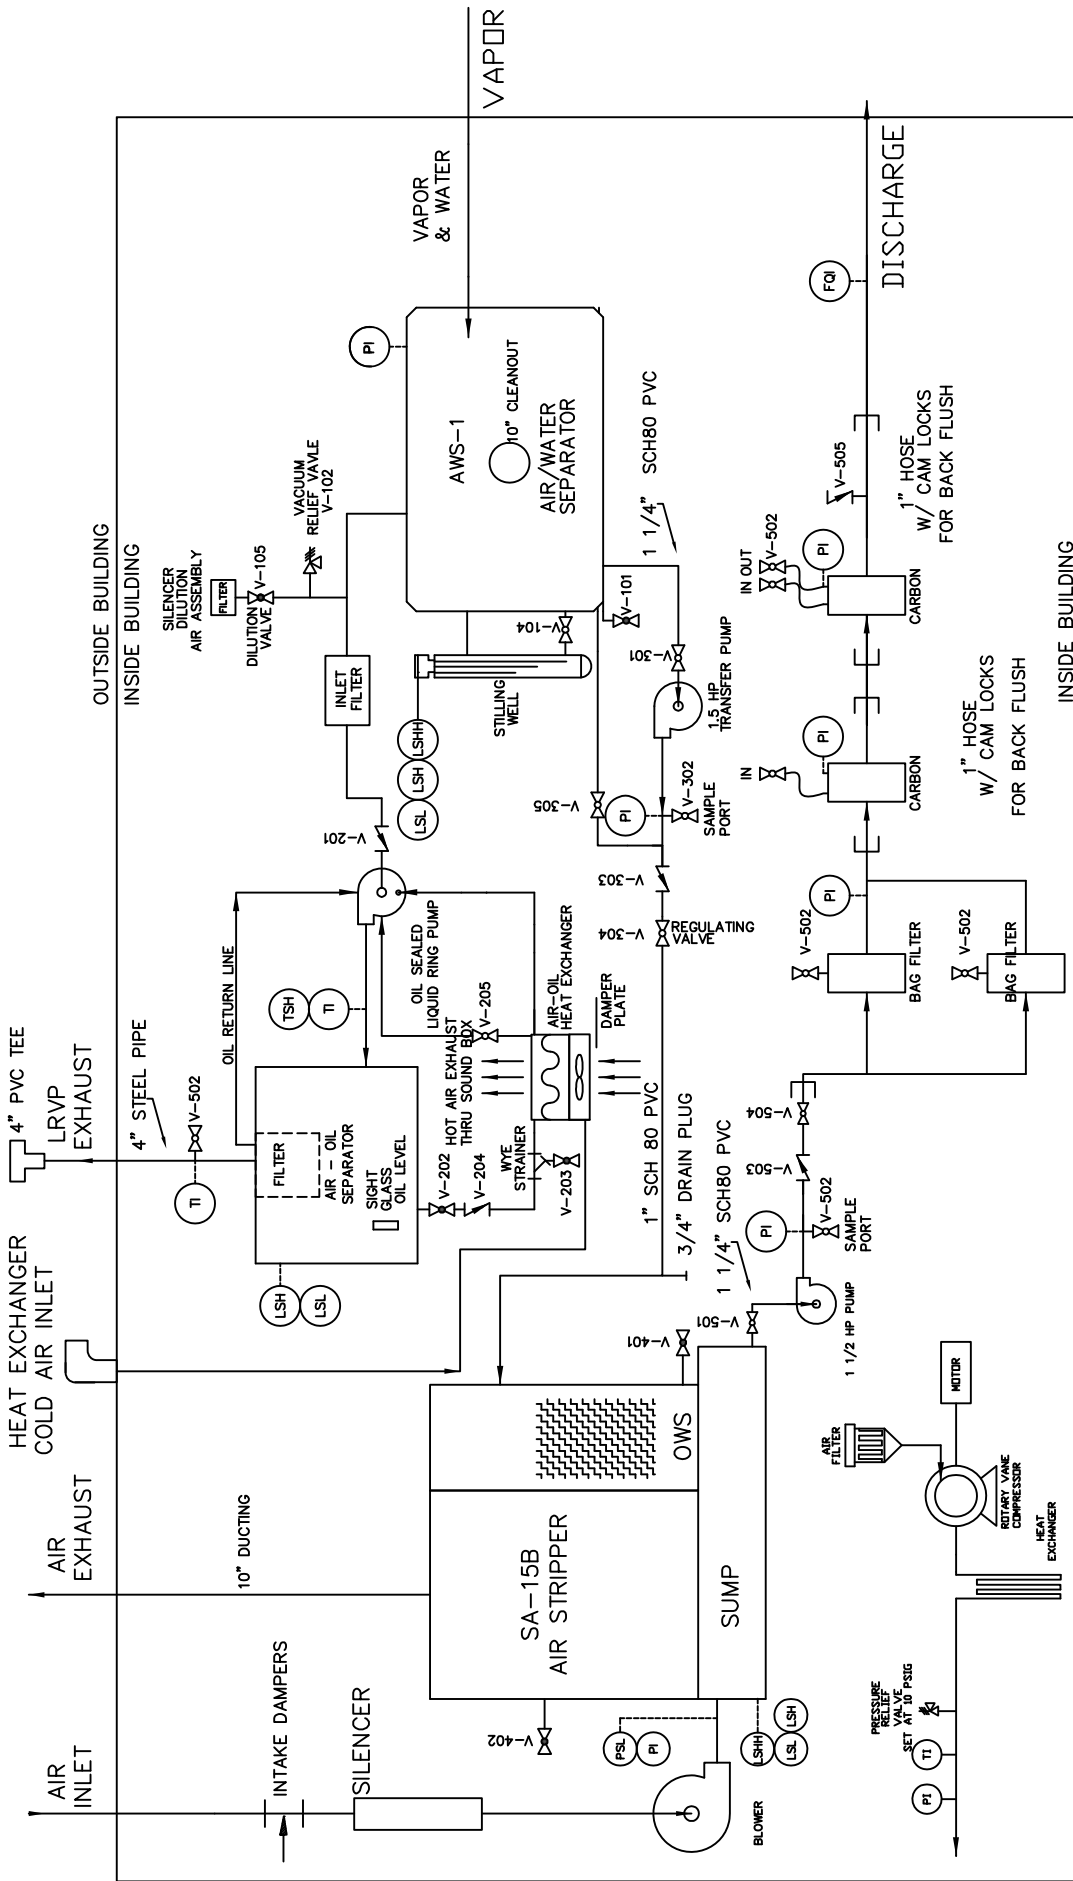 OUTSIDE BUILDING
INSIDE BUILDING
AIR
INLET
INTAKE DAMPERS
SILENCER
BLOWER
AIR
EXHAUST
10" DUCTING
HEAT EXCHANGER
COLD AIR INLET
4" PVC TEE
LRVP
EXHAUST
4" STEEL PIPE
V-502
TI
FILTER
AIR - OIL
SEPARATOR
SIGHT
GLASS
OIL LEVEL
LSH
LSL
OIL RETURN LINE
TSH
TI
OIL SEALED
LIQUID RING PUMP
V-201
V-205
HOT AIR EXHAUST
THRU SOUND BOX
V-202
V-204
WYE
STRAINER
V-203
AIR-OIL
HEAT EXCHANGER
DAMPER
PLATE
INLET
FILTER
SILENCER
DILUTION
AIR ASSEMBLY
FILTER
DILUTION
VALVE
V-105
VACUUM
RELIEF VAVLE
V-102
LSL
LSH
LSHH
STILLING
WELL
V-104
PI
AWS-1
10" CLEANOUT
AIR/WATER
SEPARATOR
VAPOR
& WATER
VAPOR
1 1/4" SCH80 PVC
V-101
V-301
1.5 HP
TRANSFER PUMP
V-305
PI
V-302
SAMPLE
PORT
V-303
V-304
REGULATING
VALVE
1" SCH 80 PVC
3/4" DRAIN PLUG
1 1/4" SCH80 PVC
V-401
V-501
OWS
SA-15B
AIR STRIPPER
SUMP
V-402
PSL
PI
LSHH
LSH
LSL
1 1/2 HP PUMP
PI
V-502
SAMPLE
PORT
V-503
V-504
V-502
BAG FILTER
V-502
BAG FILTER
PI
IN
PI
CARBON
1" HOSE
W/ CAM LOCKS
FOR BACK FLUSH
IN OUT
V-502
PI
CARBON
V-505
1" HOSE
W/ CAM LOCKS
FOR BACK FLUSH
FQI
DISCHARGE
INSIDE BUILDING
PRESSURE
RELIEF
VALVE
SET AT 10 PSIG
PI
TI
HEAT
EXCHANGER
ROTARY VANE
COMPRESSOR
AIR
FILTER
MOTOR